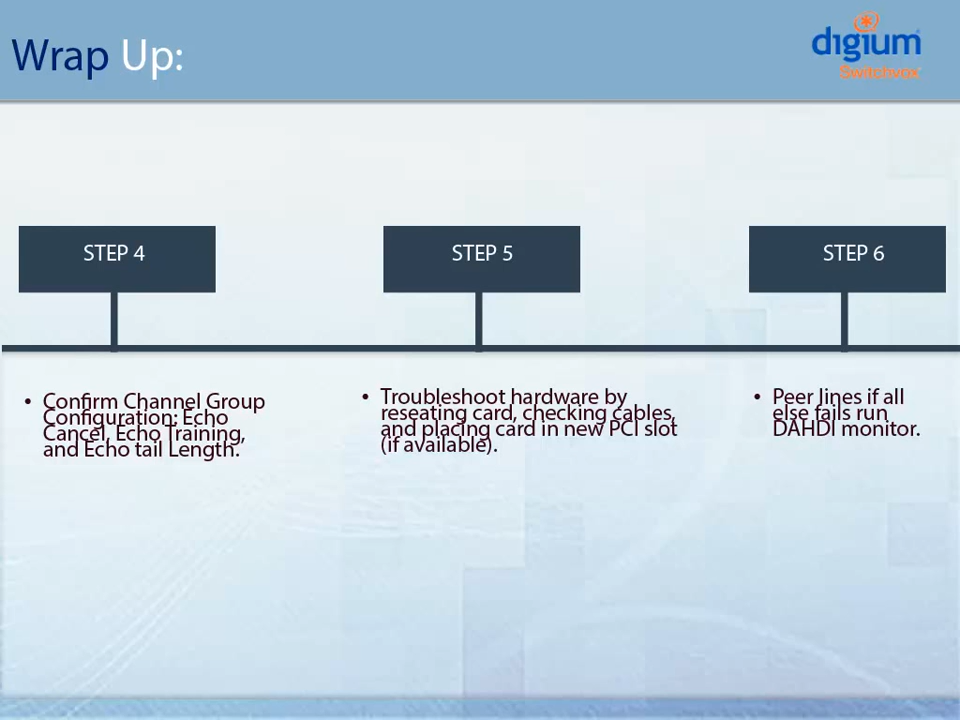 Wrap Up:
digium
Switchvox
STEP 4
STEP 5
STEP 6
• Confirm Channel Group
Configuration: Echo
Cancel, Echo Training,
and Echo tail Length.
• Troubleshoot hardware by
reseating card, checking cables,
and placing card in new PCI slot
(if available).
• Peer lines if all
else fails run
DAHDI monitor.